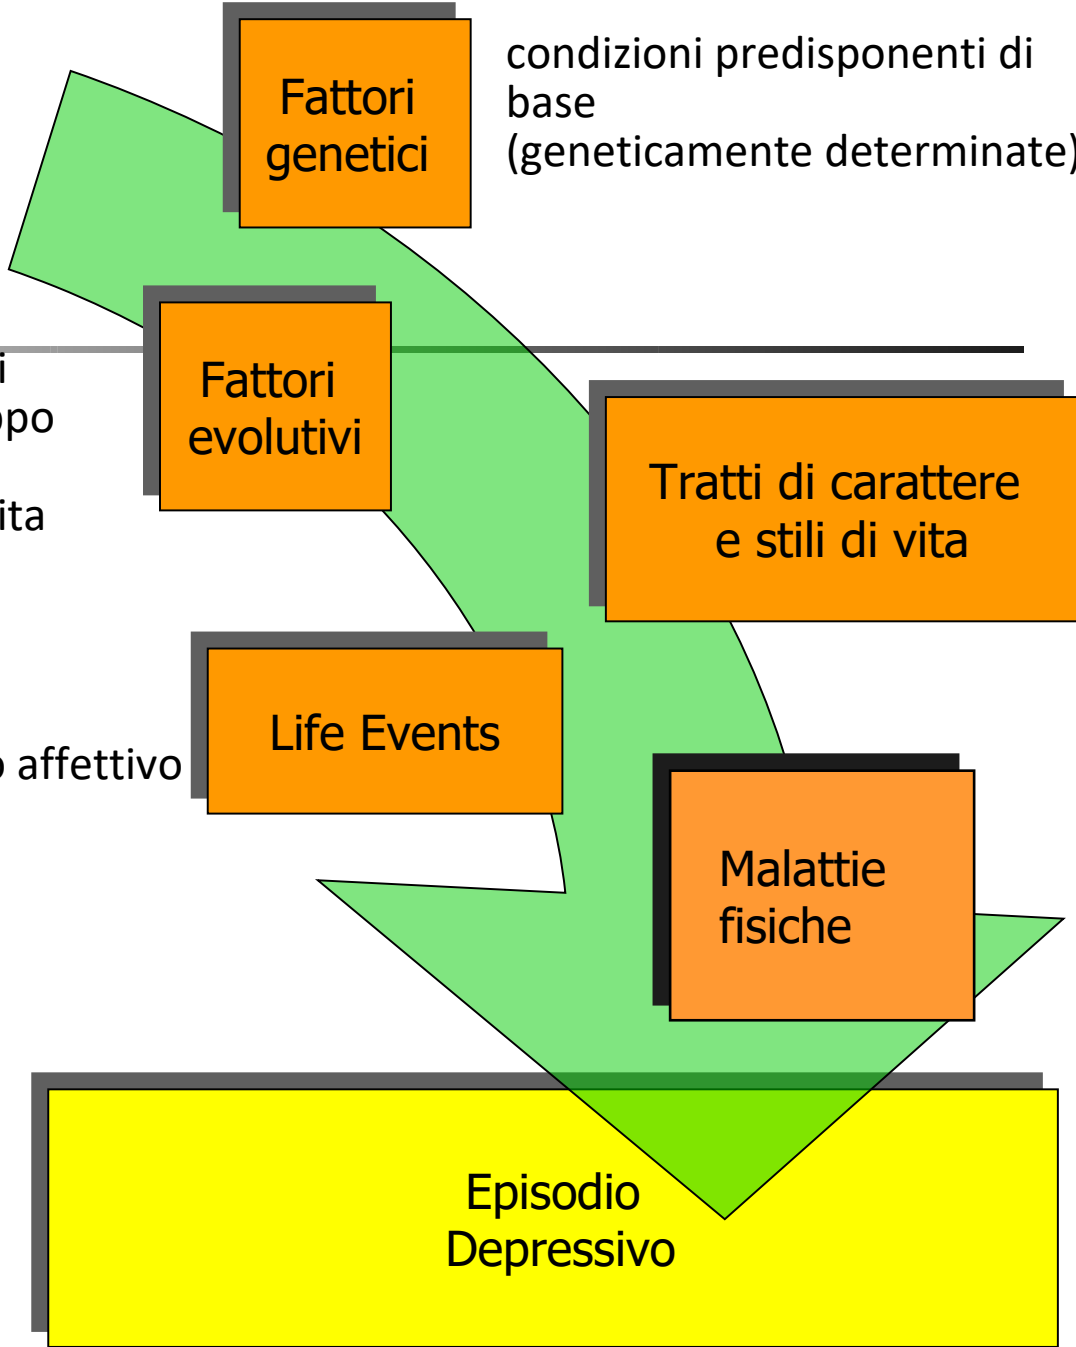 Fattori
genetici
condizioni predisponenti di
base
(geneticamente determinate)
Fattori
evolutivi
Tratti di carattere
e stili di vita
Life Events
affettivo
Malattie
fisiche
Episodio
Depressivo